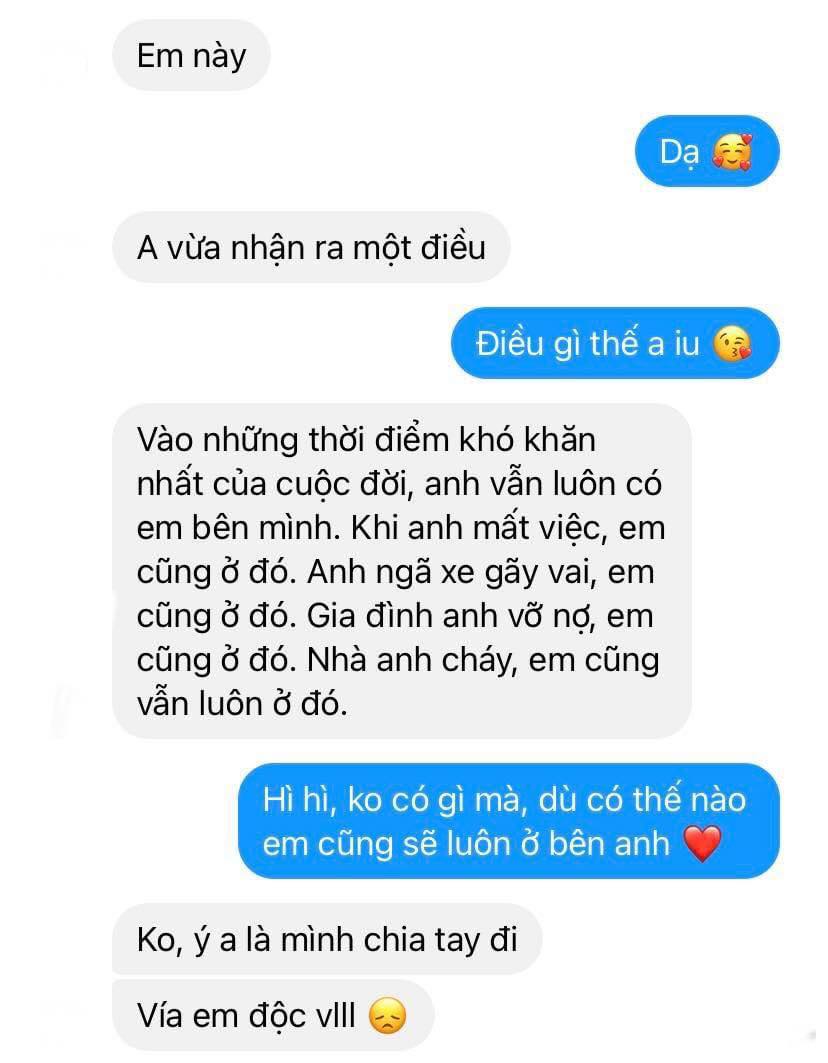 Em này
Dạ 🥰
A vừa nhận ra một điều
Điều gì thế a iu 😘
Vào những thời điểm khó khăn
nhất của cuộc đời, anh vẫn luôn có
em bên mình. Khi anh mất việc, em
cũng ở đó. Anh ngã xe gãy vai, em
cũng ở đó. Gia đình anh vỡ nợ, em
cũng ở đó. Nhà anh cháy, em cũng
vẫn luôn ở đó.
Hì hì, ko có gì mà, dù có thế nào
em cũng sẽ luôn ở bên anh ❤️
Ko, ý a là mình chia tay đi
Vía em độc vlll 😞